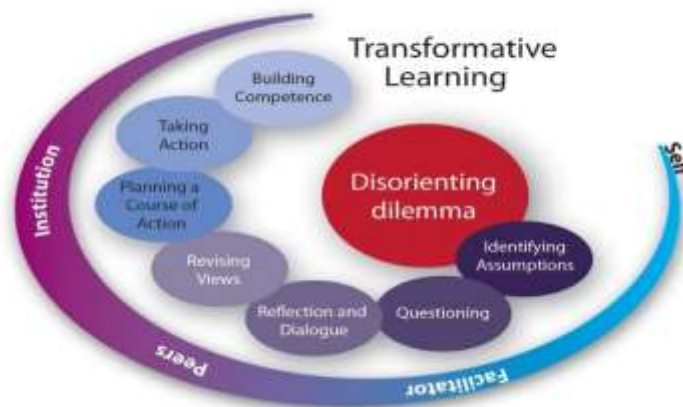 Transformative
Learning
Disorienting
dilemma
Identifying
Assumptions
Questioning
Reflection and
Dialogue
Revising
Views
Planning a
Course of
Action
Taking
Action
Building
Competence
Self
Facilitator
Peers
Institution